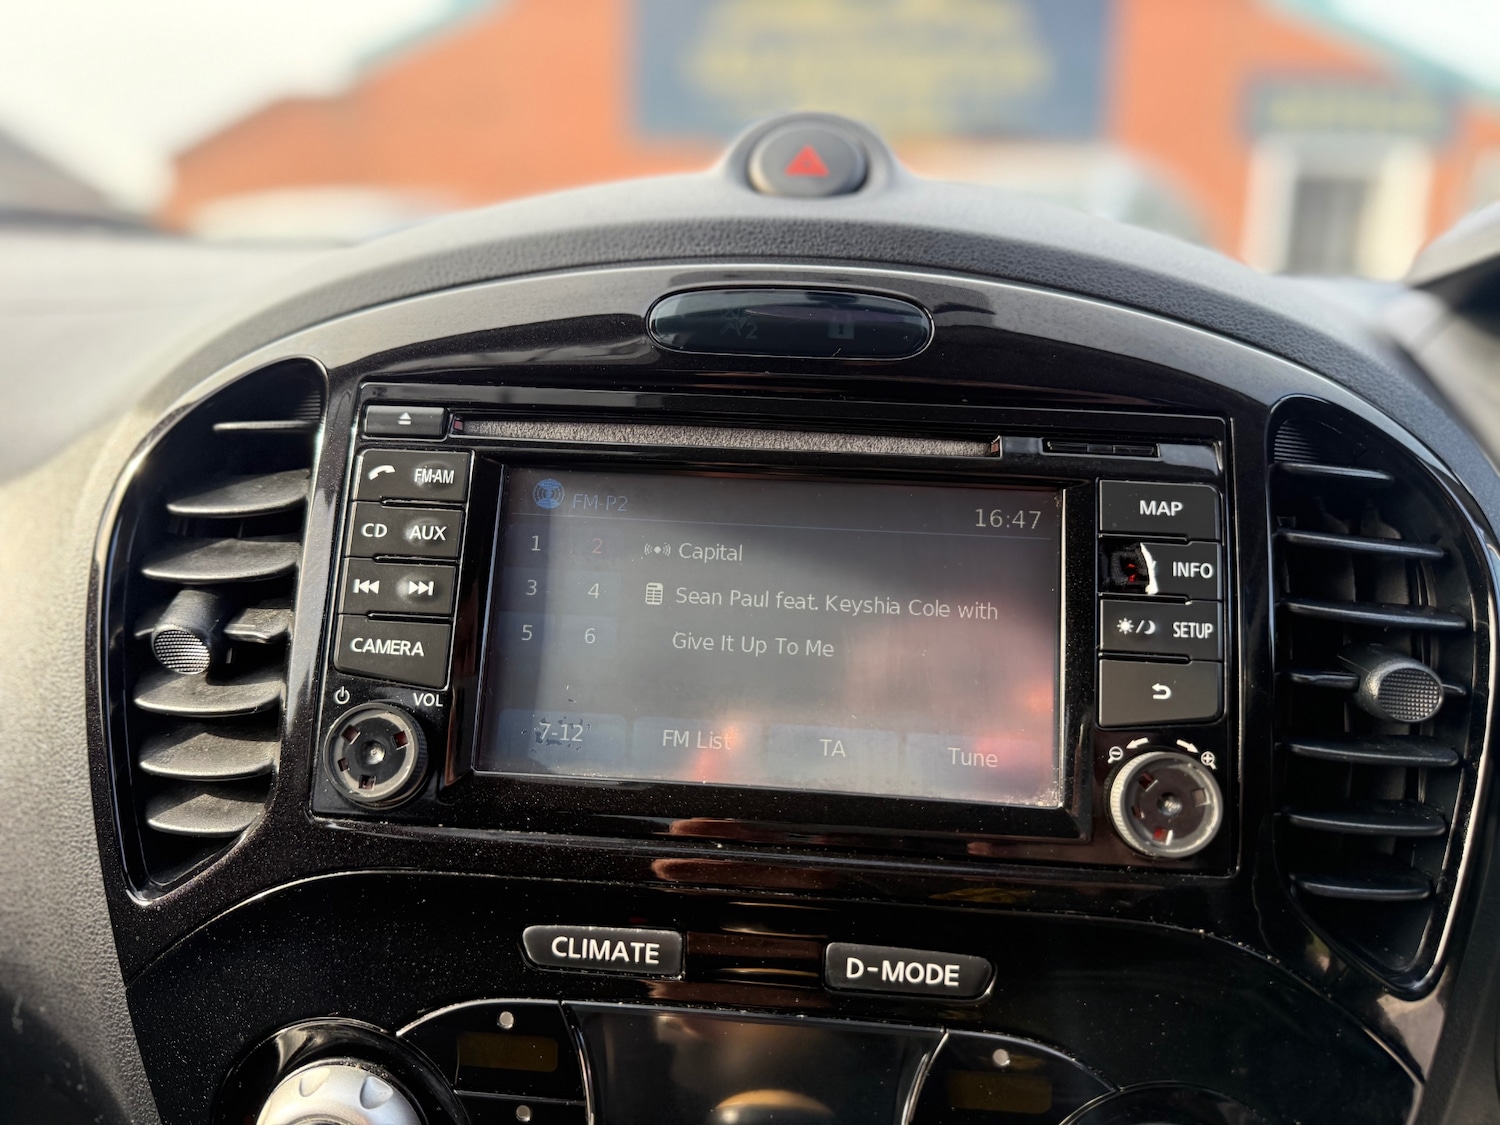 FM-AM
CD AUX
CAMERA
VOL
FM-P2
16:47
1 2
3 4
5 6
Capital
Sean Paul feat. Keyshia Cole with
Give It Up To Me
7-12
FM List
TA
Tune
MAP
INFO
SETUP
CLIMATE
D-MODE